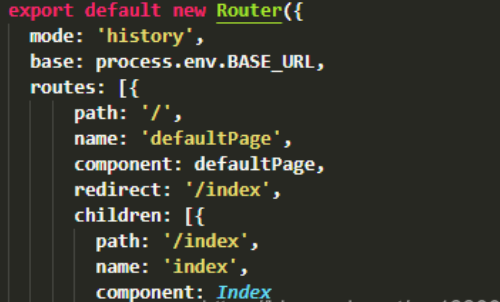 export default new Router({
mode: 'history',
base: process.env.BASE_URL,
routes: [{
path: '/',
name: 'defaultPage',
component: defaultPage,
redirect: '/index',
children: [{
path: '/index',
name: 'index',
component: Index